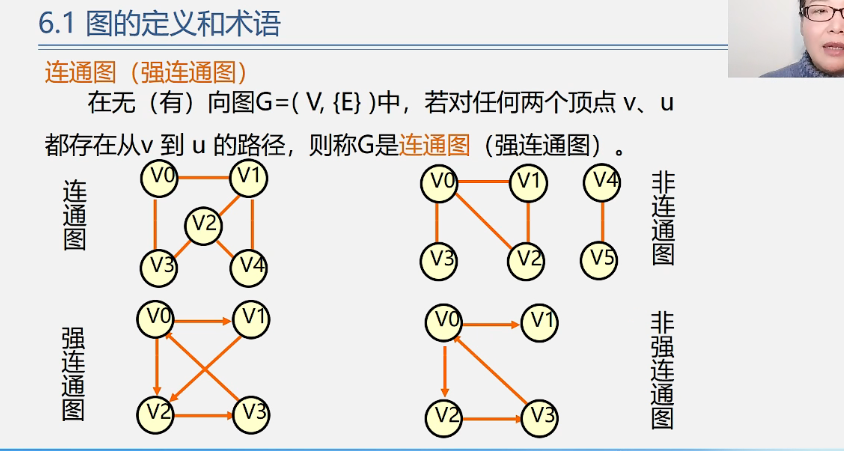 6.1 图的定义和术语
连通图（强连通图）
在无（有）向图G=( V, {E} )中，若对任何两个顶点 v、u
都存在从v 到 u 的路径，则称G是连通图（强连通图）。
连通图
V0 V1
V2
V3 V4
V0 V1 V4
V3 V2 V5
非连通图
强连通图
V0 V1
V2 V3
V0 V1
V2 V3
非强连通图